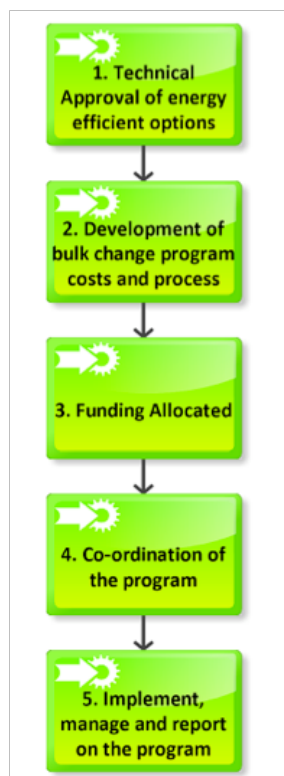 1. Technical
Approval of energy
efficient options
2. Development of
bulk change program
costs and process
3. Funding Allocated
4. Co-ordination of
the program
5. Implement,
manage and report
on the program